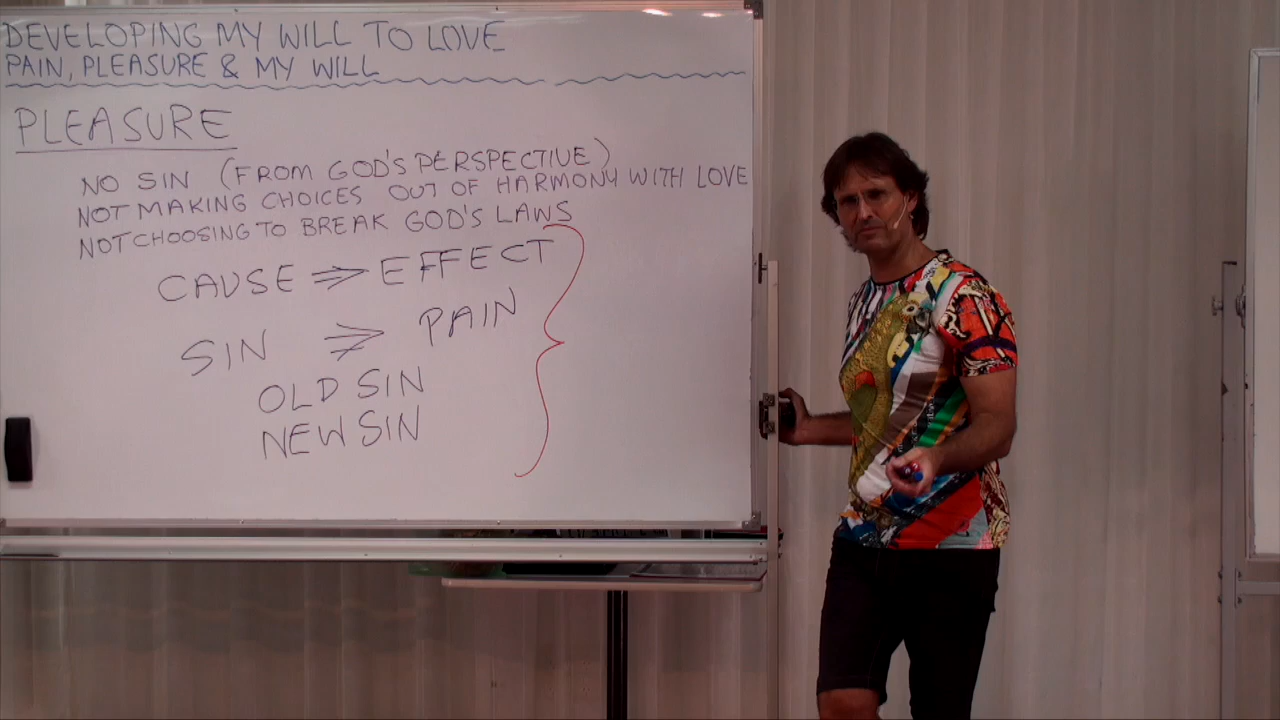 DEVELOPING MY WILL TO LOVE
PAIN, PLEASURE & MY WILL
PLEASURE
NO SIN (FROM GOD'S PERSPECTIVE)
NOT MAKING CHOICES OUT OF HARMONY WITH LOVE
NOT CHOOSING TO BREAK GOD'S LAWS
CAUSE ⇒ EFFECT
SIN ⇒ PAIN
OLD SIN
NEW SIN